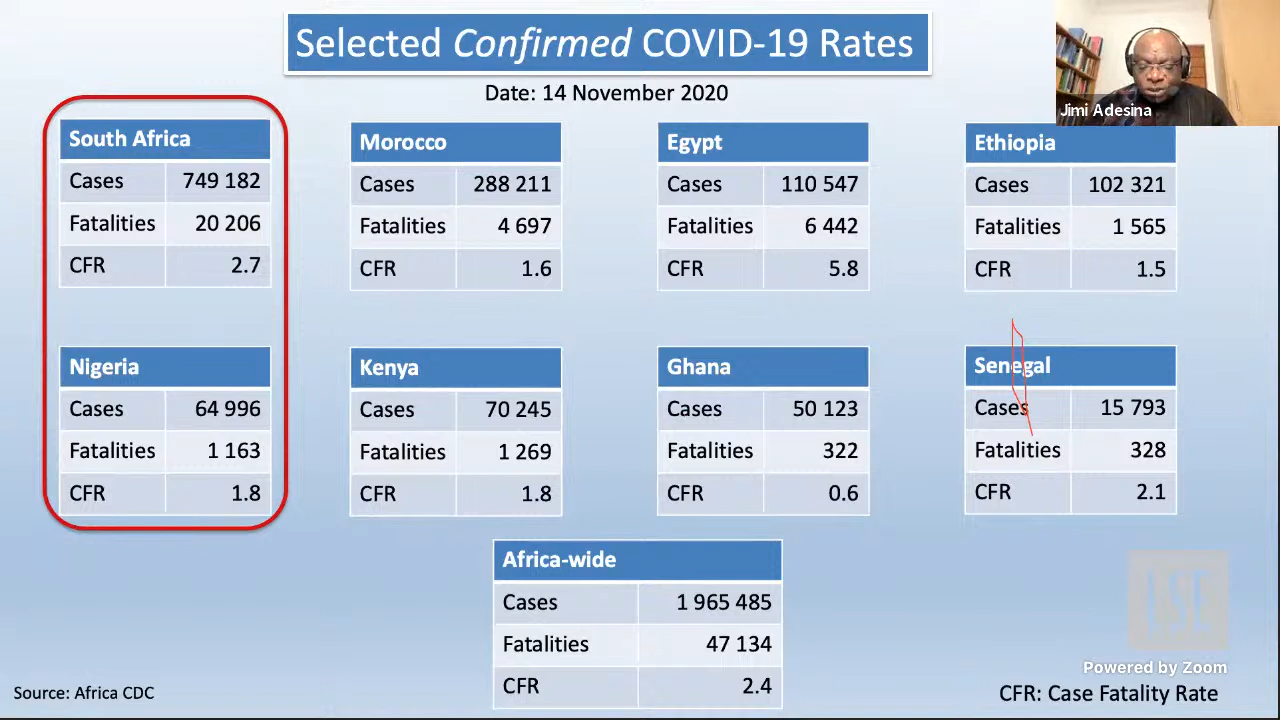 Selected Confirmed COVID-19 Rates
Date: 14 November 2020
Jimi Adesina
South Africa
Cases 749 182
Fatalities 20 206
CFR 2.7
Morocco
Cases 288 211
Fatalities 4 697
CFR 1.6
Egypt
Cases 110 547
Fatalities 6 442
CFR 5.8
Ethiopia
Cases 102 321
Fatalities 1 565
CFR 1.5
Nigeria
Cases 64 996
Fatalities 1 163
CFR 1.8
Kenya
Cases 70 245
Fatalities 1 269
CFR 1.8
Ghana
Cases 50 123
Fatalities 322
CFR 0.6
Senegal
Cases 15 793
Fatalities 328
CFR 2.1
Africa-wide
Cases 1 965 485
Fatalities 47 134
CFR 2.4
LSE
Powered by Zoom
Source: Africa CDC
CFR: Case Fatality Rate